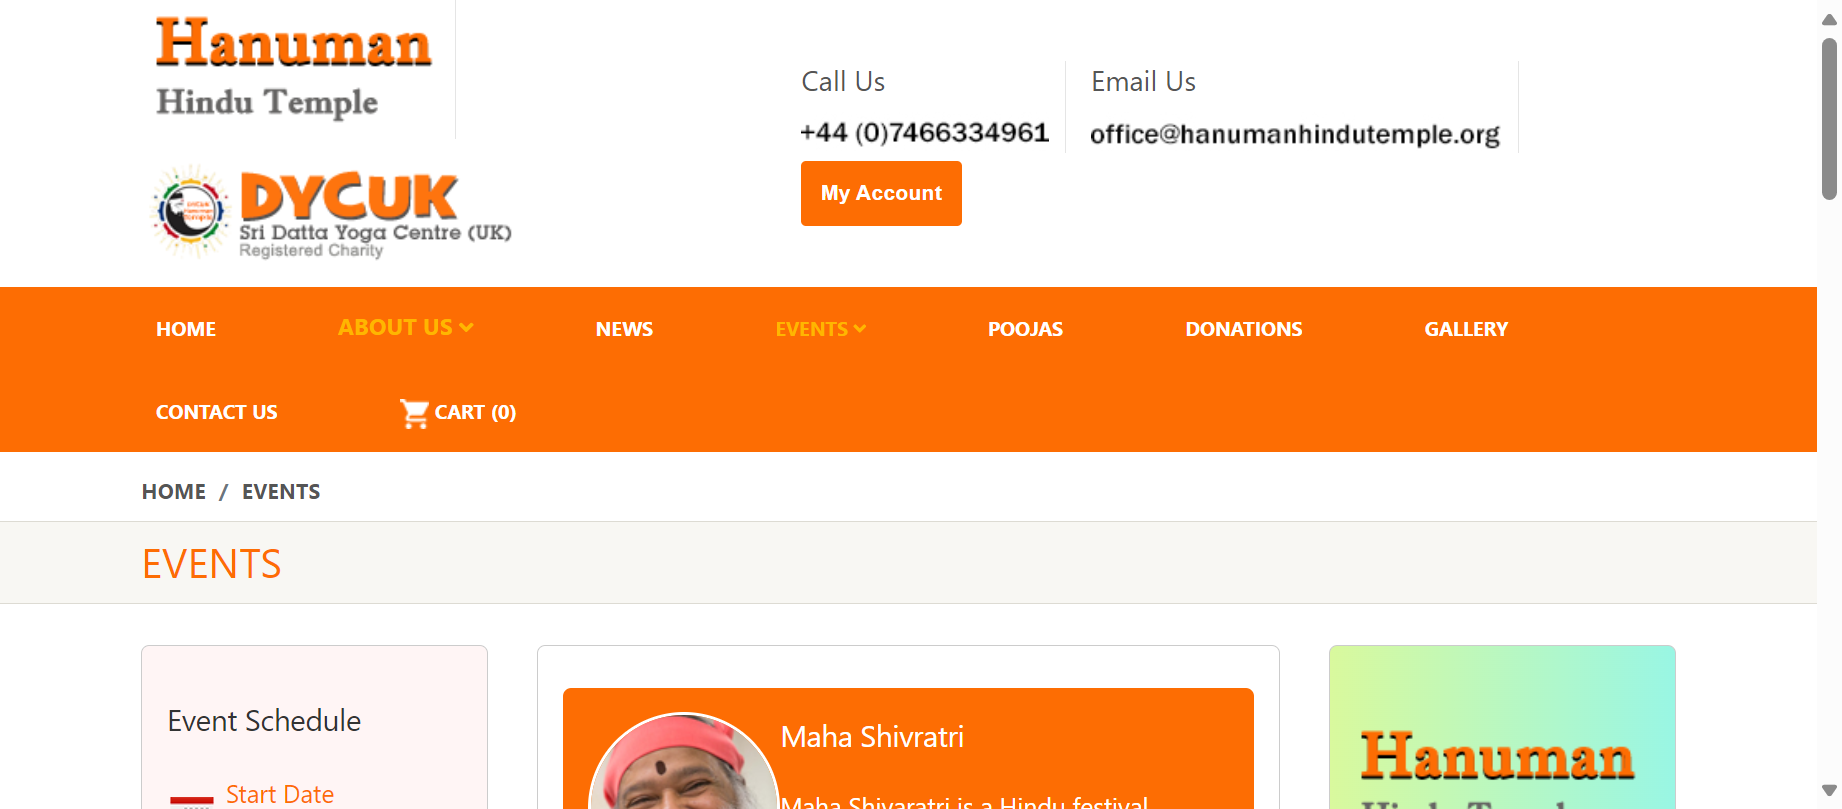 Hanuman
Hindu Temple
DYCUK
Sri Datta Yoga Centre (UK)
Registered Charity
Call Us
+44 (0)7466334961
Email Us
office@hanumanhindutemple.org
My Account
HOME
ABOUT US
NEWS
EVENTS
POOJAS
DONATIONS
GALLERY
CONTACT US
CART (0)
HOME / EVENTS
EVENTS
Event Schedule
Start Date
Maha Shivratri
Maha Shivaratri is a Hindu festival
Hanuman
Hindu Temple